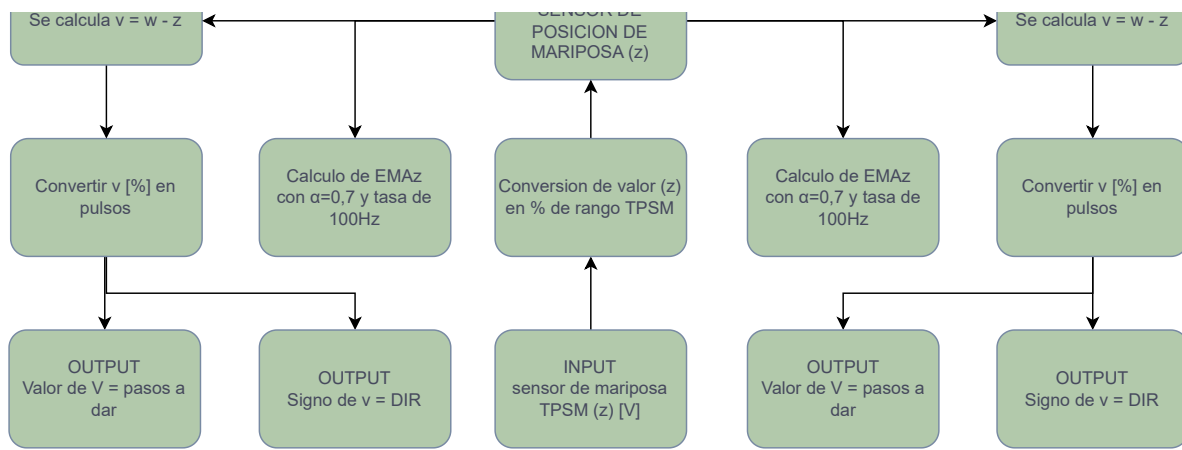 Se calcula v = w - z
SENSOR DE
POSICION DE
MARIPOSA (z)
Se calcula v = w - z
Convertir v [%] en
pulsos
Calculo de EMAz
con α=0,7 y tasa de
100Hz
Conversion de valor (z)
en % de rango TPSM
Calculo de EMAz
con α=0,7 y tasa de
100Hz
Convertir v [%] en
pulsos
OUTPUT
Valor de V = pasos a
dar
OUTPUT
Signo de v = DIR
INPUT
sensor de mariposa
TPSM (z) [V]
OUTPUT
Valor de V = pasos a
dar
OUTPUT
Signo de v = DIR